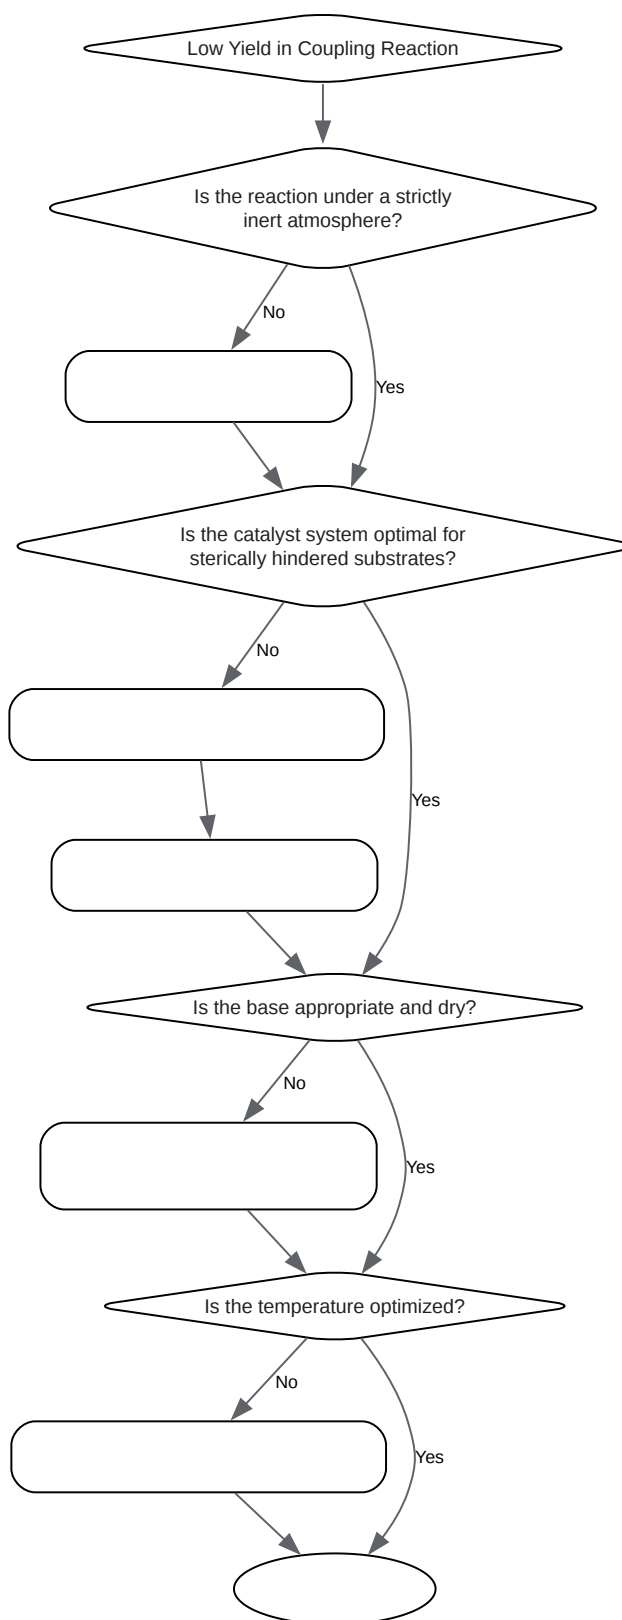 Low Yield in Coupling Reaction
Is the reaction under a strictly
inert atmosphere?
No
Yes
Is the catalyst system optimal for
sterically hindered substrates?
No
Yes
Is the base appropriate and dry?
No
Yes
Is the temperature optimized?
No
Yes